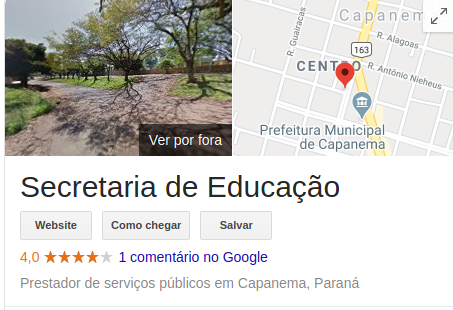 Capanema
R. Guairacas
R. Alagoas
163
CENTRO
R. Antônio Nieheus
Prefeitura Municipal
de Capanema
Ver por fora
Secretaria de Educação
Website
Como chegar
Salvar
4,0 1 comentário no Google
Prestador de serviços públicos em Capanema, Paraná